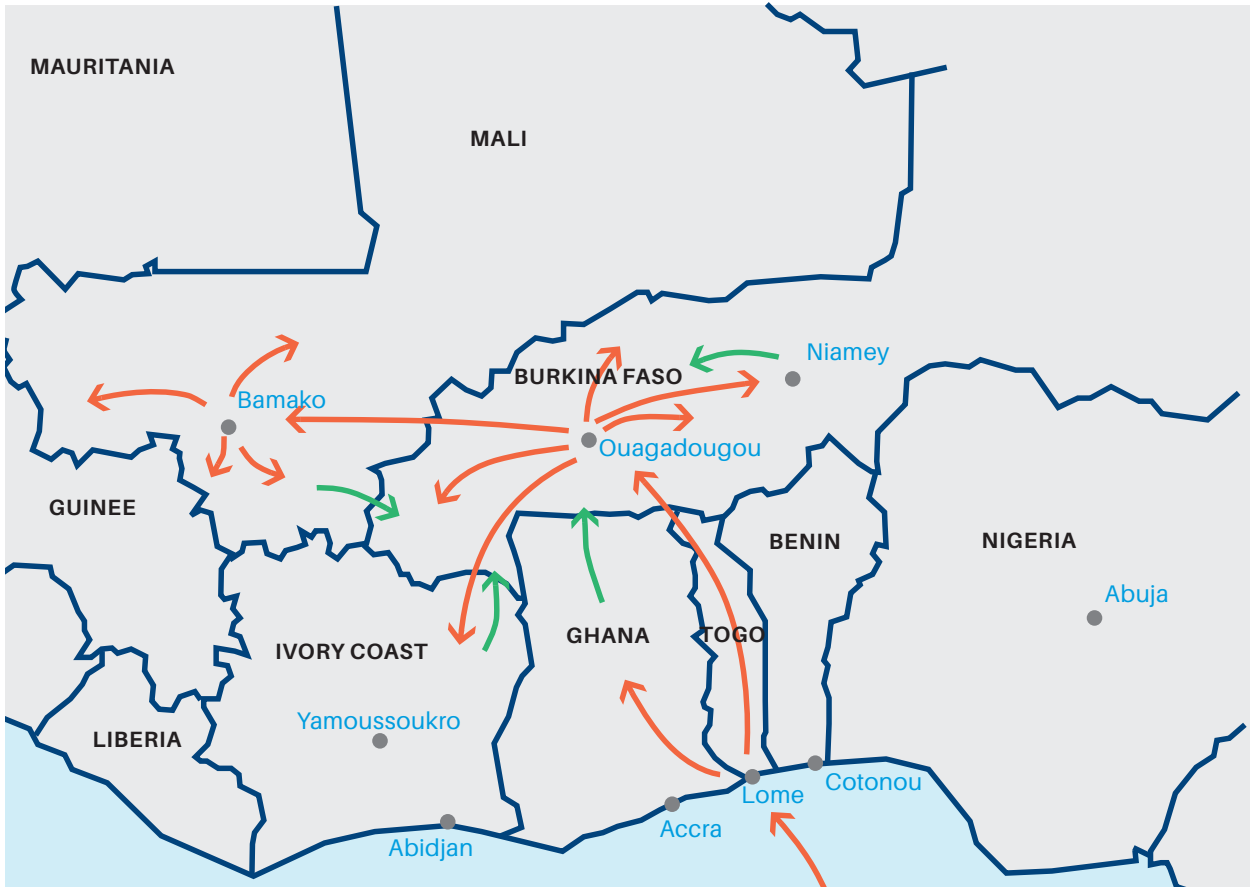 MAURITANIA
MALI
Niamey
BURKINA FASO
Bamako
Ouagadougou
GUINEE
BENIN
NIGERIA
Abuja
GHANA
TOGO
IVORY COAST
Yamoussoukro
LIBERIA
Cotonou
Lome
Accra
Abidjan